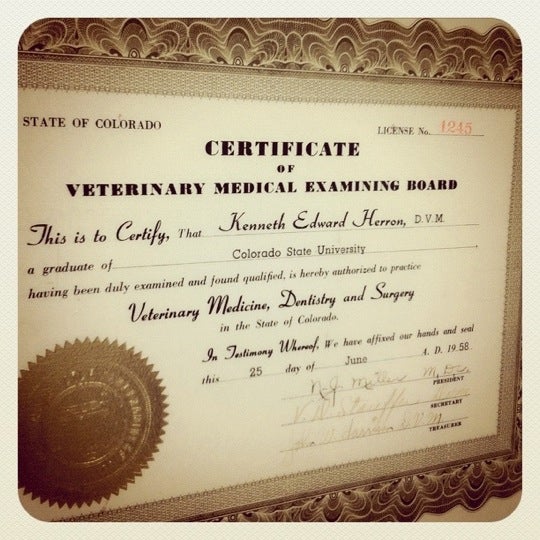 STATE OF COLORADO
LICENSE No. 1245
CERTIFICATE
OF
VETERINARY MEDICAL EXAMINING BOARD
This is to Certify, That Kenneth Edward Herron, D.V.M.
a graduate of Colorado State University
having been duly examined and found qualified, is hereby authorized to practice
Veterinary Medicine, Dentistry and Surgery
in the State of Colorado.
In Testimony Whereof, We have affixed our hands and seal
this 25 day of June A. D. 1958.
PRESIDENT
SECRETARY
TREASURER